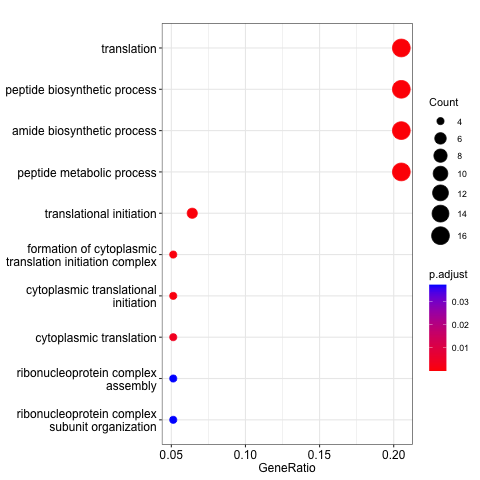 translation
peptide biosynthetic process
amide biosynthetic process
peptide metabolic process
translational initiation
formation of cytoplasmic
translation initiation complex
cytoplasmic translational
initiation
cytoplasmic translation
ribonucleoprotein complex
assembly
ribonucleoprotein complex
subunit organization
0.05 0.10 0.15 0.20
GeneRatio
Count
4
6
8
10
12
14
16
p.adjust
0.03
0.02
0.01